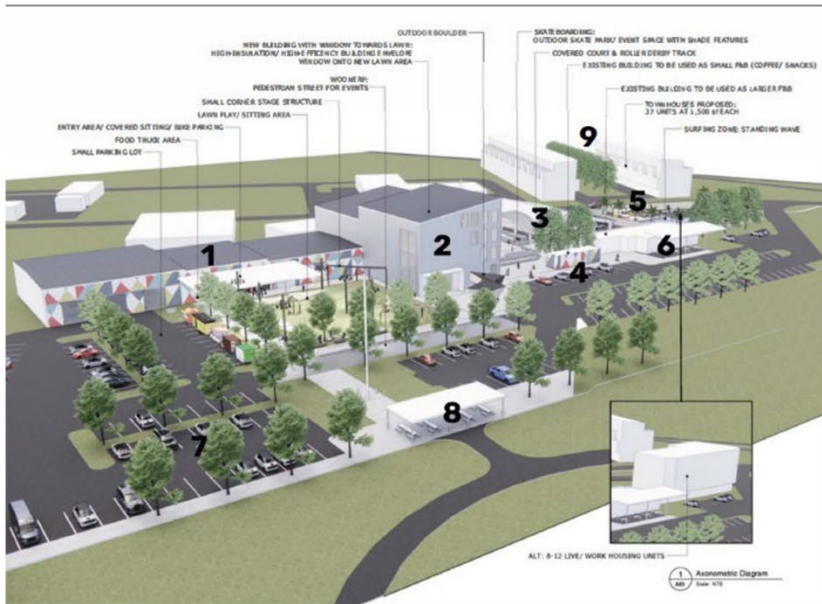 OUTDOOR BOULDER
NEW BUILDING WITH WINDOW TOWARDS LAWN:
HIGH-INSULATION/ HIGH-EFFICENCY BUILDING ENVELOPE
WINDOW ONTO NEW LAWN AREA
WOONERF:
PEDESTRIAN STREET FOR EVENTS
SMALL CORNER STAGE STRUCTURE
LAWN PLAY/ SITTING AREA
ENTRY AREA/ COVERED SITTING/ BIKE PARKING
FOOD TRUCK AREA
SMALL PARKING LOT
SKATEBOARDING:
OUTDOOR SKATE PARK/ EVENT SPACE WITH SHADE FEATURES
COVERED COURT & ROLLER DERBY TRACK
EXISTING BUILDING TO BE USED AS SMALL F&B (COFFEE/ SNACKS)
EXISTING BUILDING TO BE USED AS LARGER F&B
TOWNHOUSES PROPOSED:
37 UNITS AT 1,500 sf EACH
SURFING ZONE: STANDING WAVE
9
5
3
1
2
6
4
8
7
ALT: 8-12 LIVE/ WORK HOUSING UNITS
1
A03
Axonometric Diagram
Scale: NTS